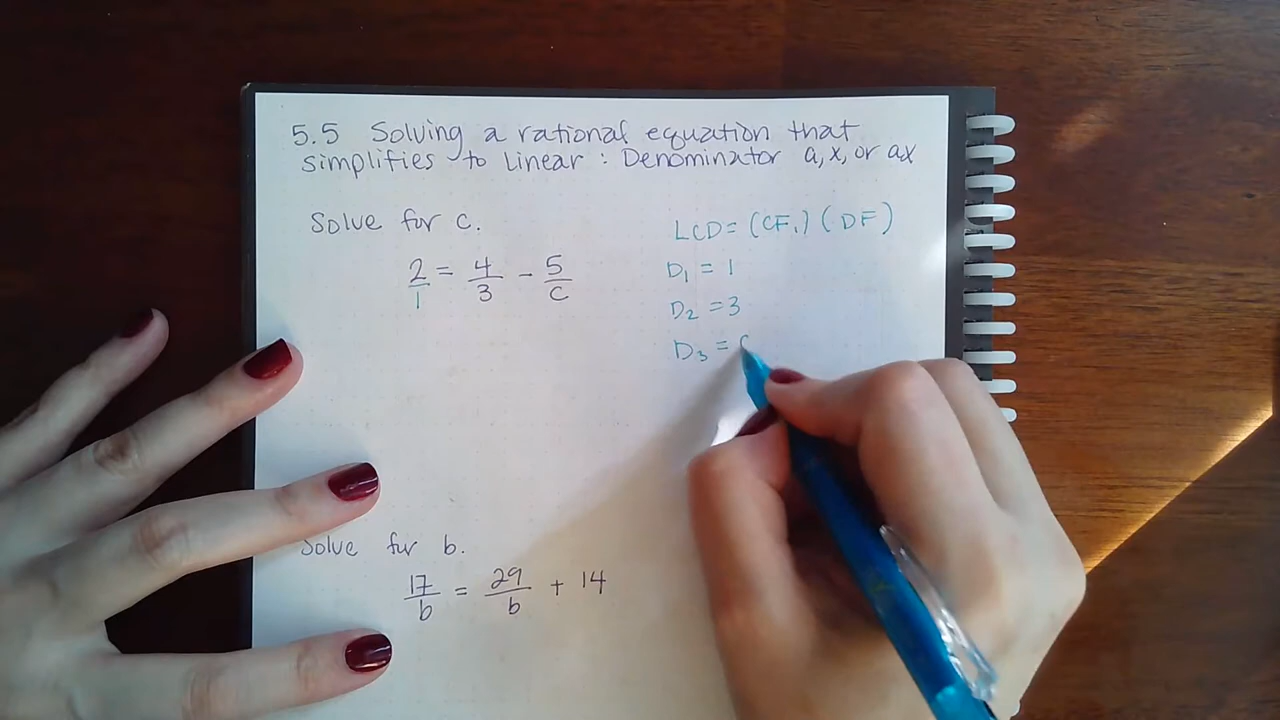 5.5 Solving a rational equation that
simplifies to linear : Denominator a, x, or ax
Solve for c.
2/1 = 4/3 - 5/c
LCD = (CF,) (DF)
D₁ = 1
D₂ = 3
D₃ =
Solve for b.
17/b = 29/b + 14